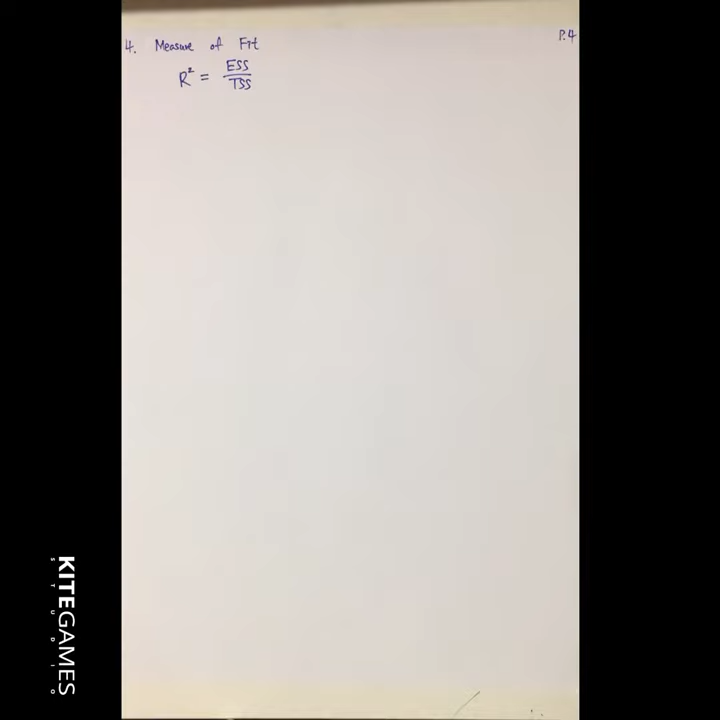 P.4
4. Measure of Fit
R² = ESS
TSS
KITEGAMES
STUDIO